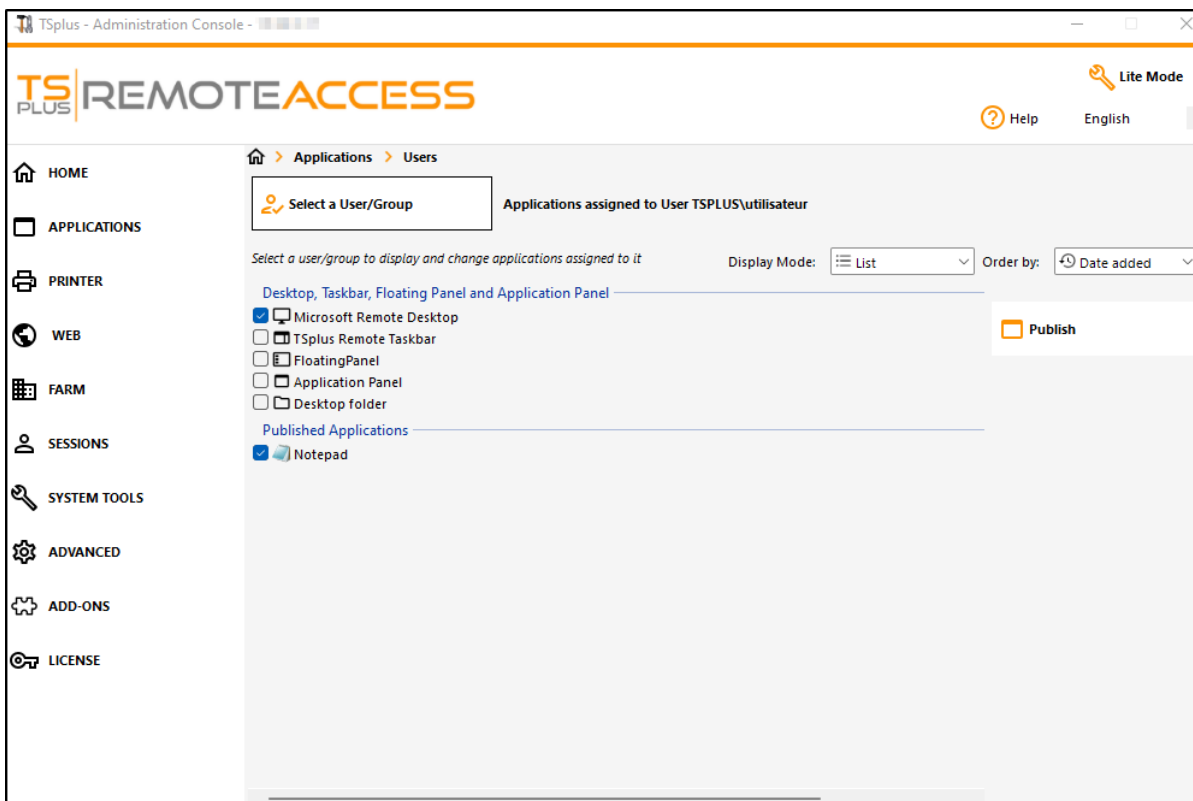 TSplus - Administration Console -
TS PLUS REMOTEACCESS
Lite Mode
Help English
HOME
APPLICATIONS
PRINTER
WEB
FARM
SESSIONS
SYSTEM TOOLS
ADVANCED
ADD-ONS
LICENSE
Applications > Users
Select a User/Group
Applications assigned to User TSPLUS\utilisateur
Select a user/group to display and change applications assigned to it
Display Mode: List Order by: Date added
Desktop, Taskbar, Floating Panel and Application Panel
Microsoft Remote Desktop
TSplus Remote Taskbar
FloatingPanel
Application Panel
Desktop folder
Published Applications
Notepad
Publish